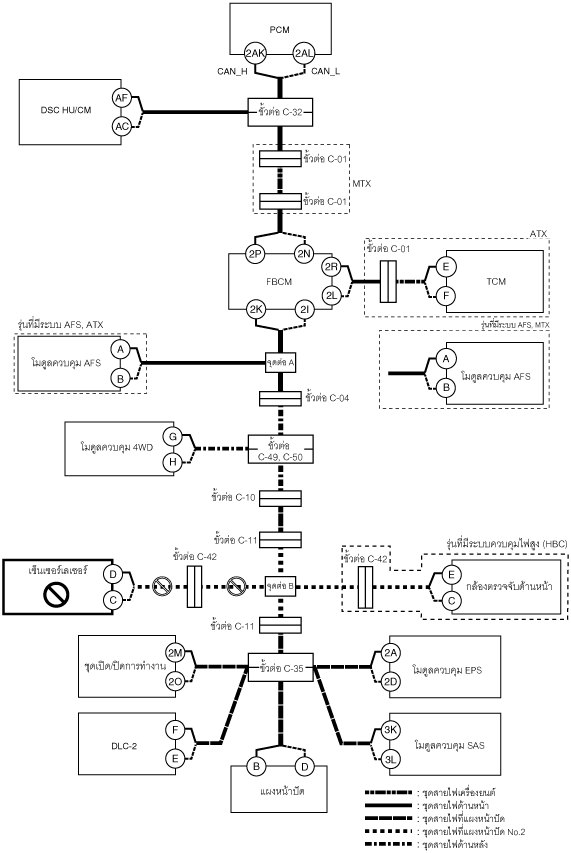 PCM
2AK
2AL
CAN_H
CAN_L
DSC HU/CM
AF
AC
ขั้วต่อ C-32
ขั้วต่อ C-01
MTX
ขั้วต่อ C-01
2P
2N
FBCM
2R
2L
2K
2I
ATX
ขั้วต่อ C-01
E
F
TCM
รุ่นที่มีระบบ AFS, ATX
โมดูลควบคุม AFS
A
B
จุดต่อ A
รุ่นที่มีระบบ AFS, MTX
A
B
โมดูลควบคุม AFS
ขั้วต่อ C-04
โมดูลควบคุม 4WD
G
H
ขั้วต่อ
C-49, C-50
ขั้วต่อ C-10
ขั้วต่อ C-11
เซ็นเซอร์เลเซอร์
D
C
ขั้วต่อ C-42
จุดต่อ B
รุ่นที่มีระบบควบคุมไฟสูง (HBC)
ขั้วต่อ C-42
E
C
กล้องตรวจจับด้านหน้า
ขั้วต่อ C-11
ชุดเปิด/ปิดการทำงาน
2M
2O
ขั้วต่อ C-35
2A
2D
โมดูลควบคุม EPS
DLC-2
F
E
3K
3L
โมดูลควบคุม SAS
B
D
แผงหน้าปัด
: ชุดสายไฟเครื่องยนต์
: ชุดสายไฟด้านหน้า
: ชุดสายไฟที่แผงหน้าปัด
: ชุดสายไฟที่แผงหน้าปัด No.2
: ชุดสายไฟด้านหลัง